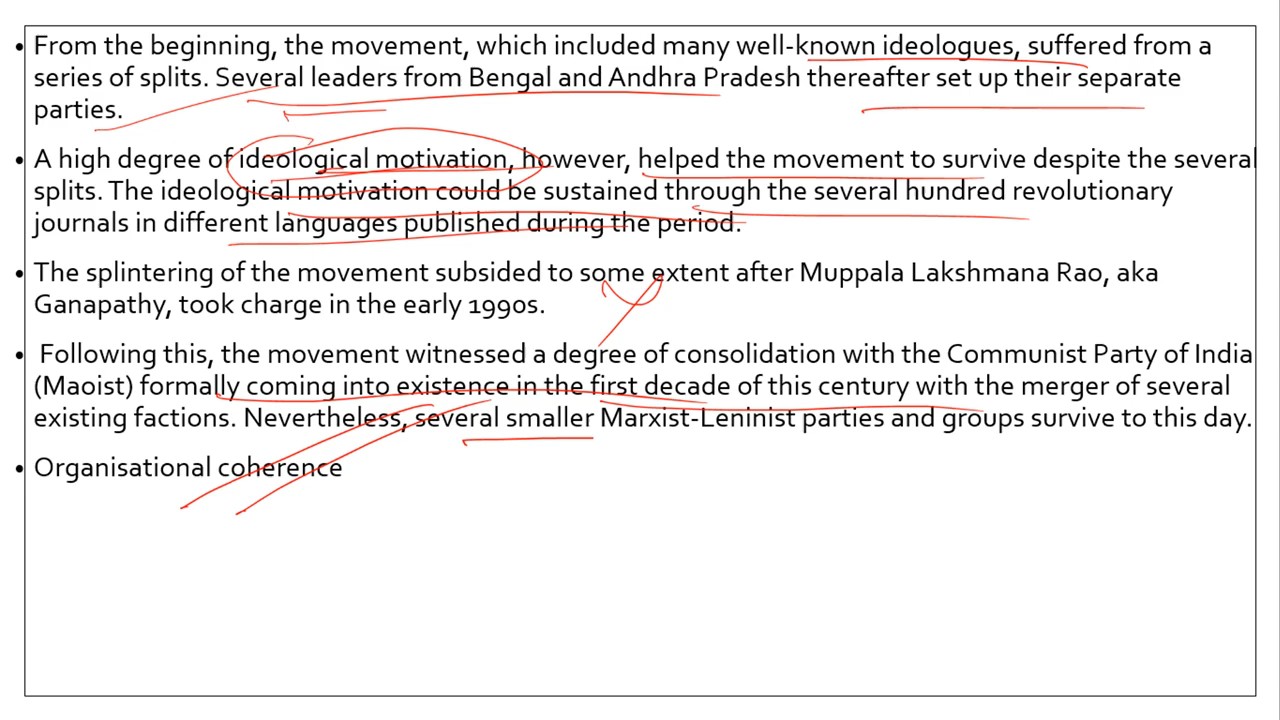 • From the beginning, the movement, which included many well-known ideologues, suffered from a
series of splits. Several leaders from Bengal and Andhra Pradesh thereafter set up their separate
parties.
• A high degree of ideological motivation, however, helped the movement to survive despite the several
splits. The ideological motivation could be sustained through the several hundred revolutionary
journals in different languages published during the period.
• The splintering of the movement subsided to some extent after Muppala Lakshmana Rao, aka
Ganapathy, took charge in the early 1990s.
• Following this, the movement witnessed a degree of consolidation with the Communist Party of India
(Maoist) formally coming into existence in the first decade of this century with the merger of several
existing factions. Nevertheless, several smaller Marxist-Leninist parties and groups survive to this day.
• Organisational coherence